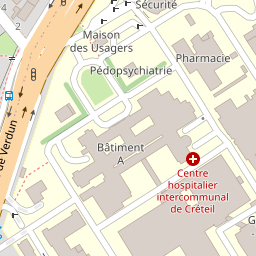 Sécurité
Maison
des Usagers
Pédopsychiatrie
Pharmacie
de Verdun
Bâtiment
A
Centre
hospitalier
intercommunal
de Créteil